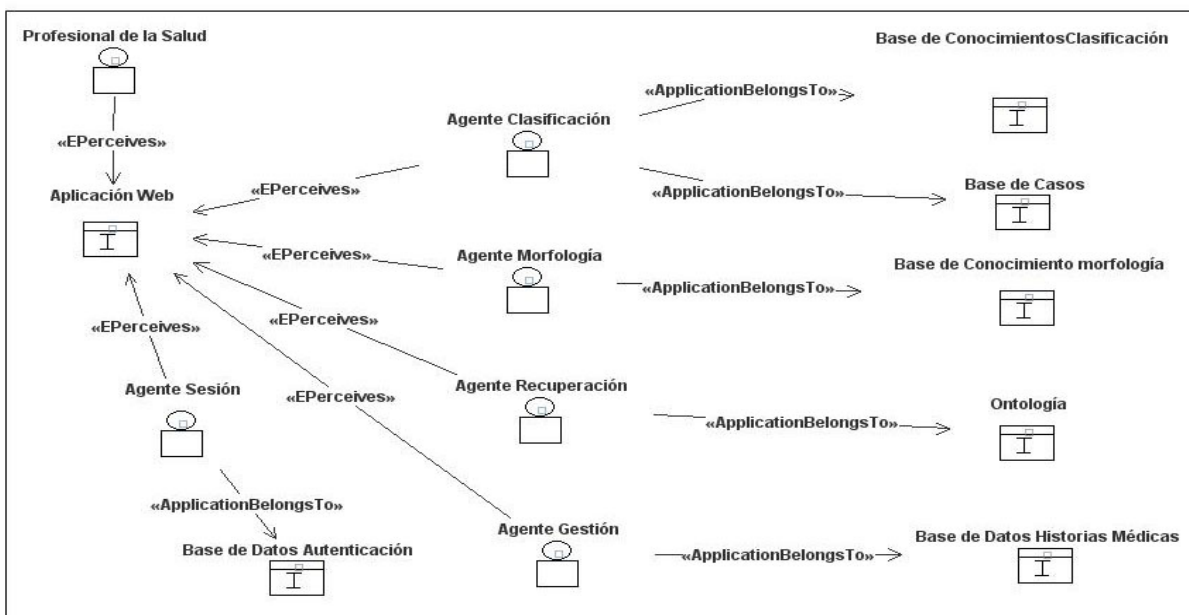 Profesional de la Salud
Base de ConocimientosClasificación
«ApplicationBelongsTo»
Agente Clasificación
«EPerceives»
«EPerceives»
«ApplicationBelongsTo»
Base de Casos
Aplicación Web
Agente Morfología
Base de Conocimiento morfología
«EPerceives»
«ApplicationBelongsTo»
«EPerceives»
«EPerceives»
Agente Sesión
Agente Recuperación
«EPerceives»
Ontología
«ApplicationBelongsTo»
«ApplicationBelongsTo»
Agente Gestión
Base de Datos Historias Médicas
Base de Datos Autenticación
«ApplicationBelongsTo»